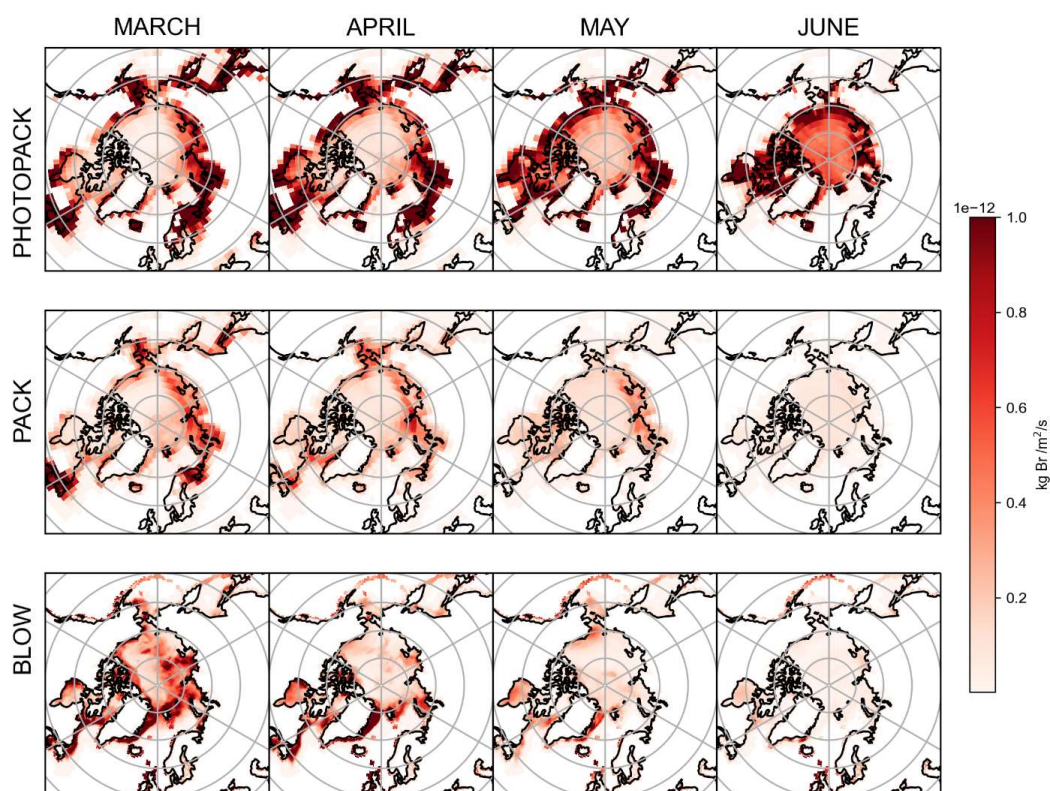 MARCH APRIL MAY JUNE
PHOTOPACK
PACK
BLOW
1e−12
1.0
0.8
0.6
0.4
0.2
kg Br /m²/s